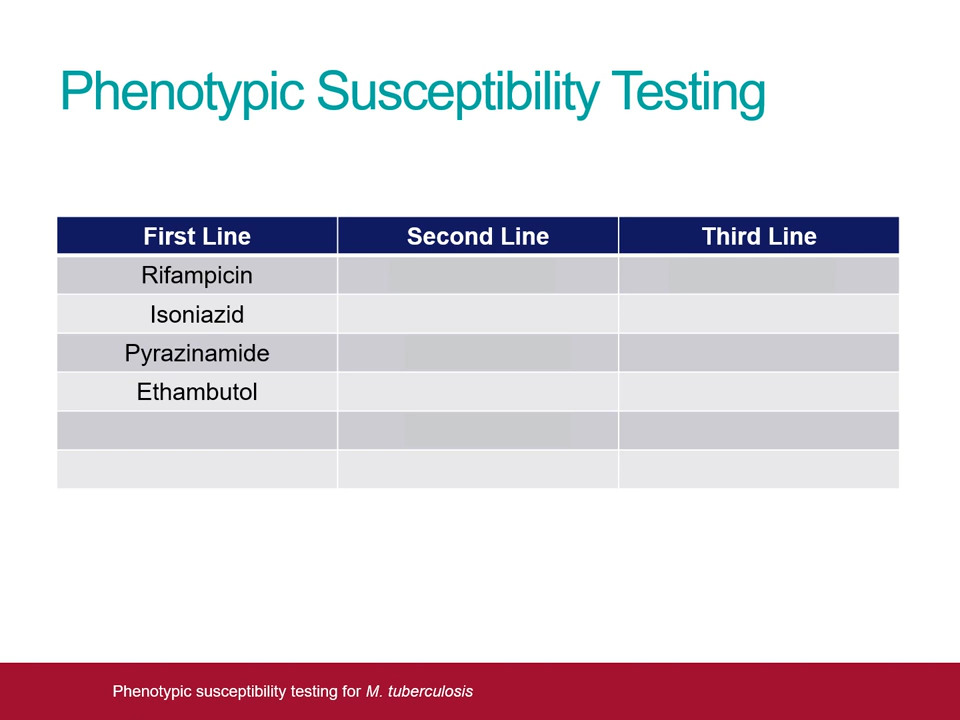 Phenotypic Susceptibility Testing
First Line Second Line Third Line
Rifampicin
Isoniazid
Pyrazinamide
Ethambutol
Phenotypic susceptibility testing for M. tuberculosis